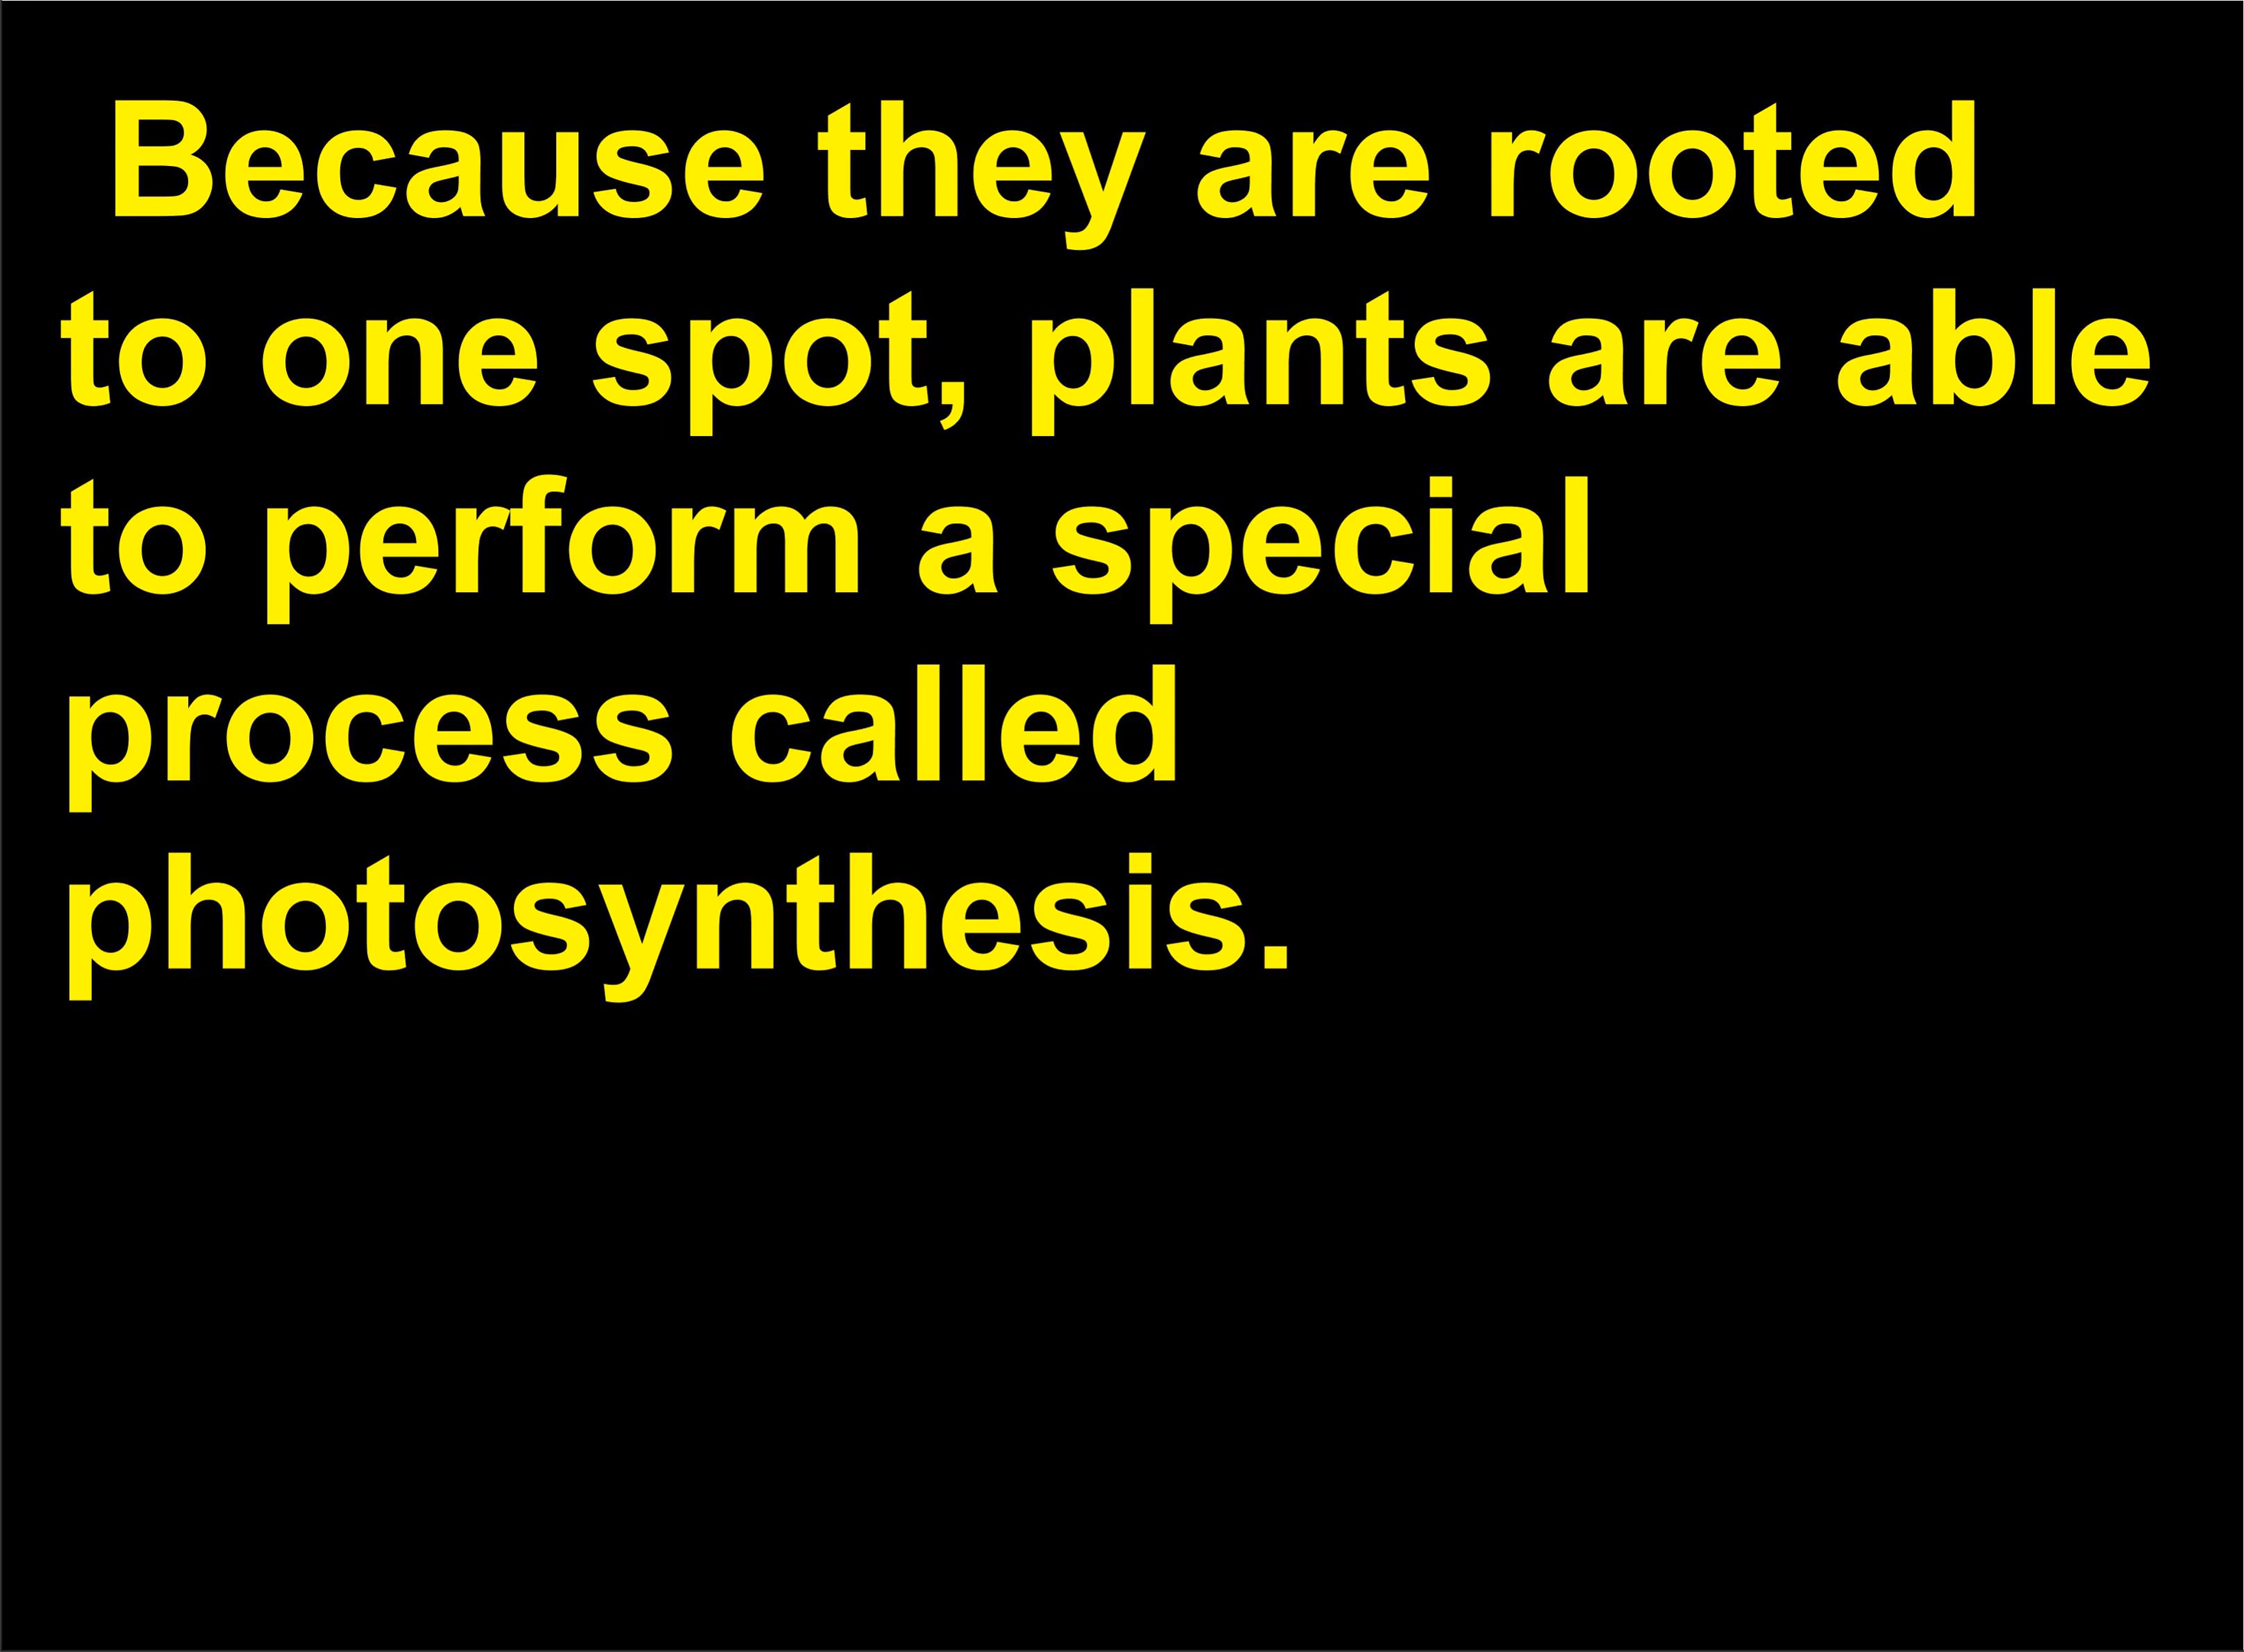 Because they are rooted
to one spot, plants are able
to perform a special
process called
photosynthesis.